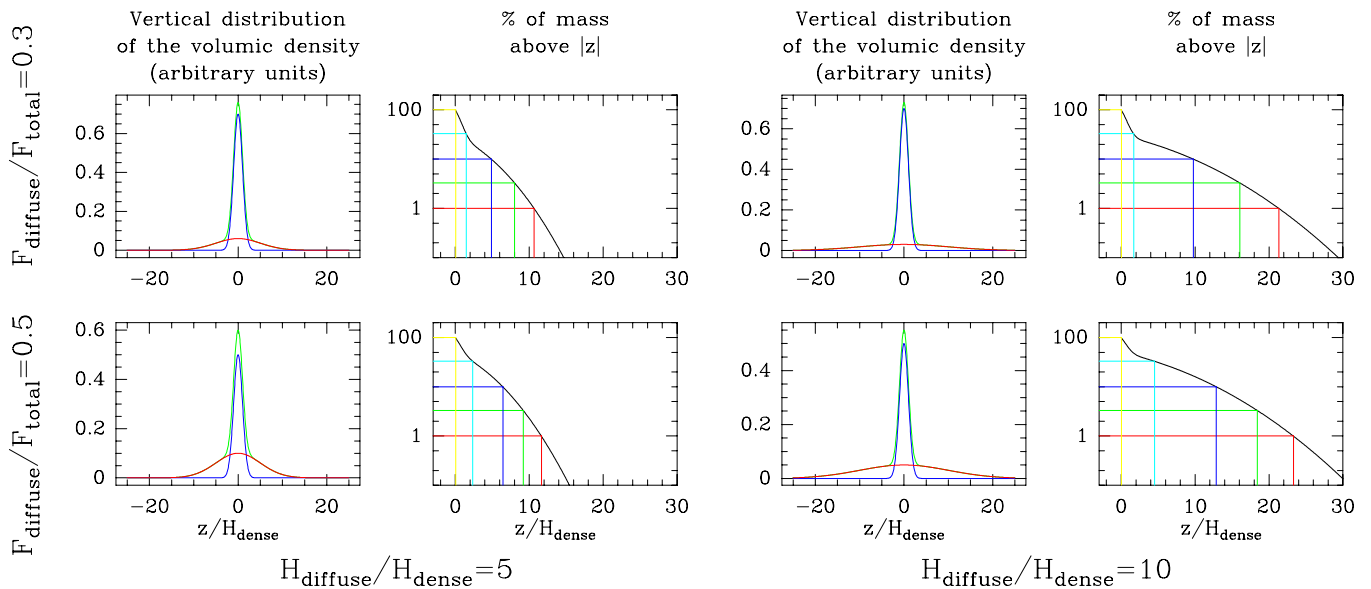 Vertical distribution
of the volumic density
(arbitrary units)
% of mass
above |z|
Vertical distribution
of the volumic density
(arbitrary units)
% of mass
above |z|
F_diffuse/F_total=0.3
0.6
0.4
0.2
0
−20 0 20
100
1
0 10 20 30
0.6
0.4
0.2
0
−20 0 20
100
1
0 10 20 30
F_diffuse/F_total=0.5
0.6
0.4
0.2
0
−20 0 20
z/H_dense
100
1
0 10 20 30
z/H_dense
0.4
0.2
0
−20 0 20
z/H_dense
100
1
0 10 20 30
z/H_dense
H_diffuse/H_dense=5
H_diffuse/H_dense=10